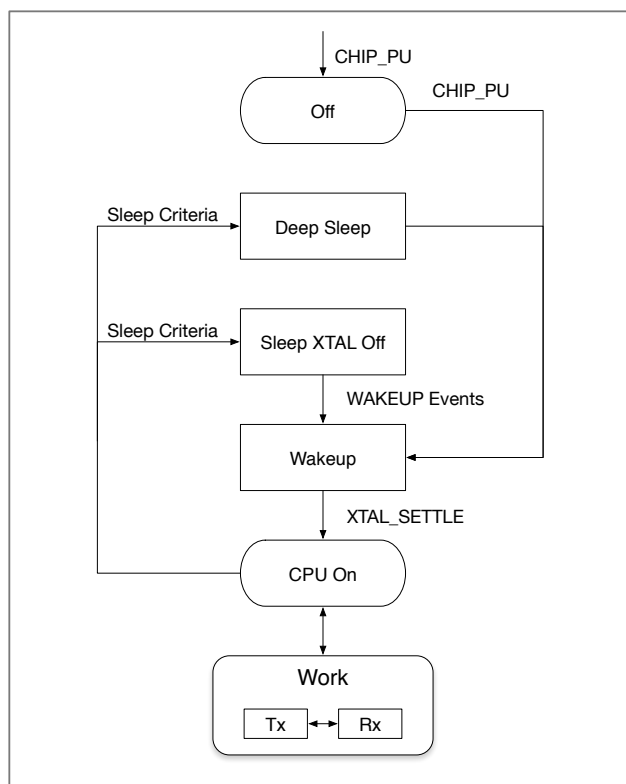 CHIP_PU
CHIP_PU
Off
Sleep Criteria
Deep Sleep
Sleep Criteria
Sleep XTAL Off
WAKEUP Events
Wakeup
XTAL_SETTLE
CPU On
Work
Tx
Rx